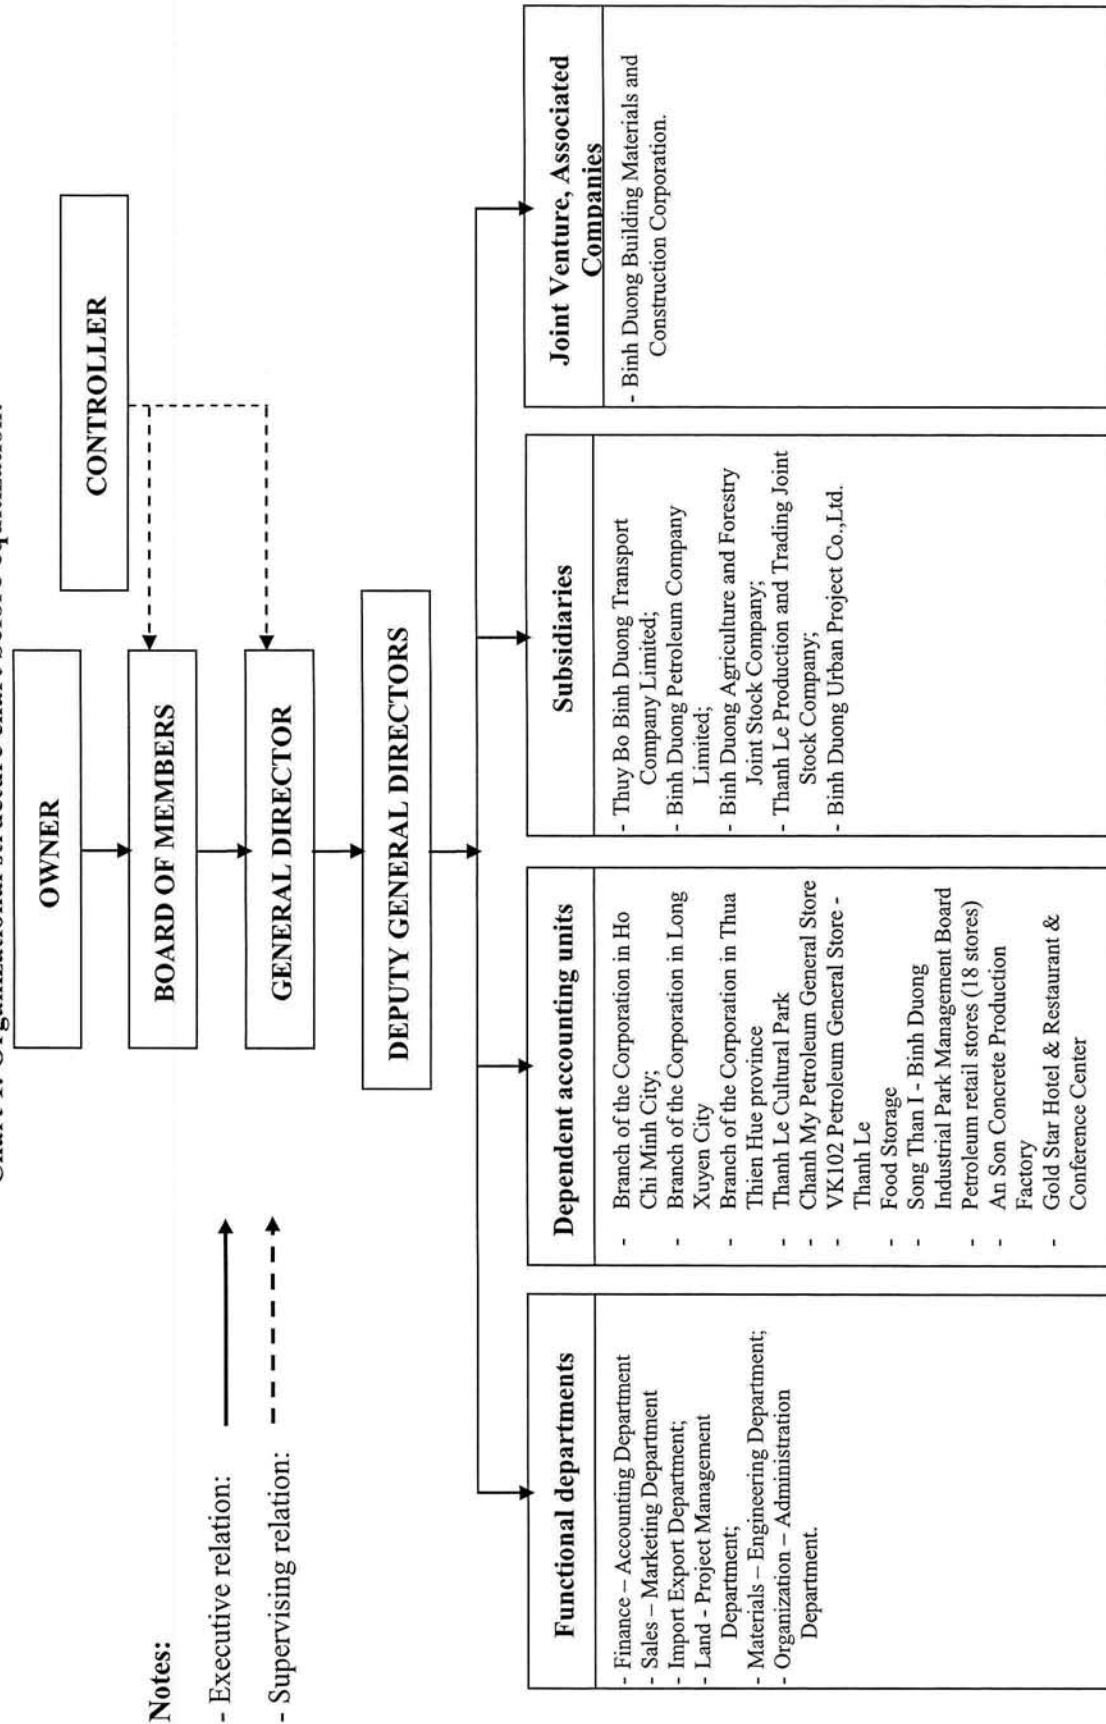 Chart 1: Organizational structure chart before equitization:
OWNER
CONTROLLER
BOARD OF MEMBERS
GENERAL DIRECTOR
DEPUTY GENERAL DIRECTORS
Notes:
- Executive relation:
- Supervising relation:
Functional departments
- Finance – Accounting Department
- Sales – Marketing Department
- Import Export Department;
- Land - Project Management
Department;
- Materials – Engineering Department;
- Organization – Administration
Department.
Dependent accounting units
- Branch of the Corporation in Ho
Chi Minh City;
- Branch of the Corporation in Long
Xuyen City
- Branch of the Corporation in Thua
Thien Hue province
- Thanh Le Cultural Park
- Chanh My Petroleum General Store
- VK102 Petroleum General Store -
Thanh Le
- Food Storage
- Song Than I - Binh Duong
Industrial Park Management Board
- Petroleum retail stores (18 stores)
- An Son Concrete Production
Factory
- Gold Star Hotel & Restaurant &
Conference Center
Subsidiaries
- Thuy Bo Binh Duong Transport
Company Limited;
- Binh Duong Petroleum Company
Limited;
- Binh Duong Agriculture and Forestry
Joint Stock Company;
- Thanh Le Production and Trading Joint
Stock Company;
- Binh Duong Urban Project Co.,Ltd.
Joint Venture, Associated
Companies
- Binh Duong Building Materials and
Construction Corporation.